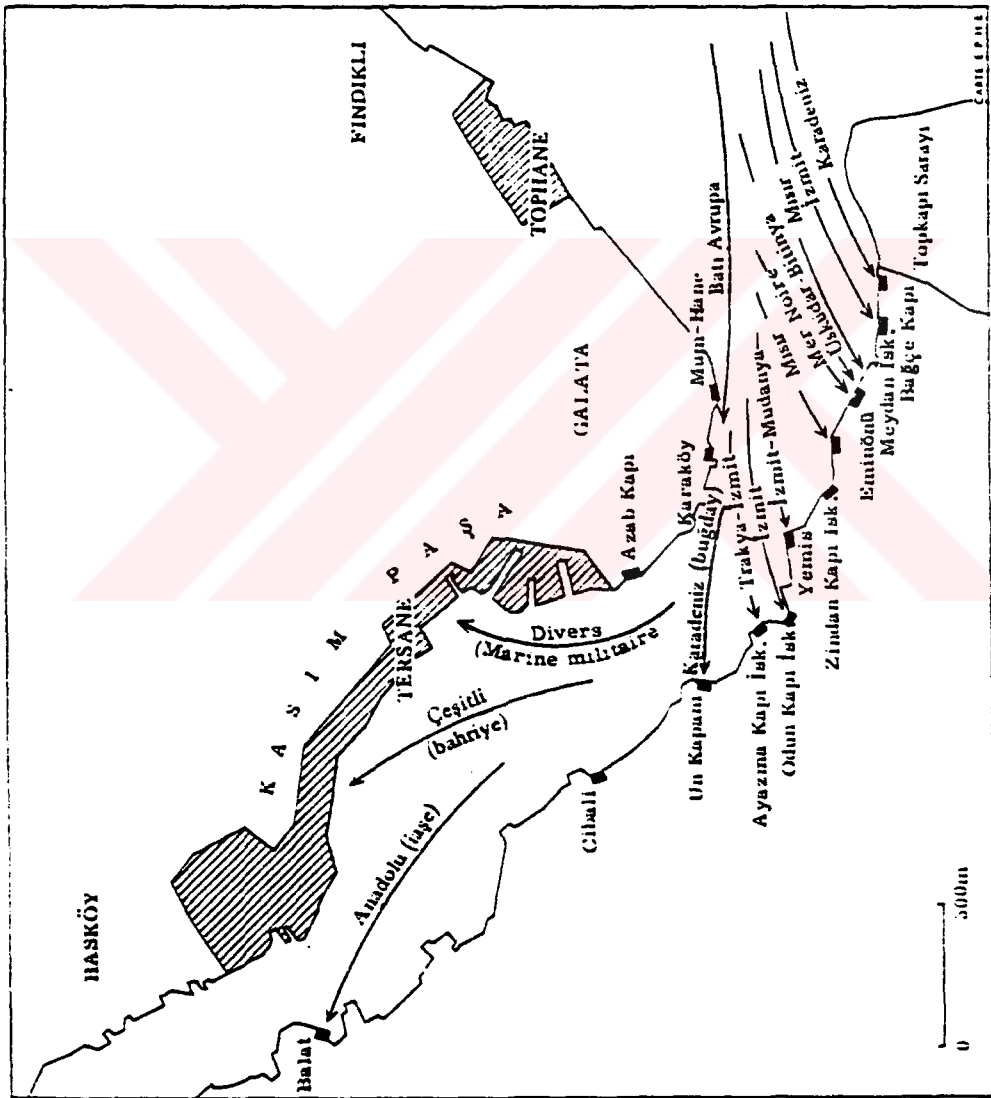 HASKÖY
FINDIKLI
KASIM PAŞA
TERSANE
TOPHANE
GALATA
Balat
Anadolu (iaşe)
Çeşitli
(bahriye)
Divers
(Marine militaire
Azab Kapı
Karaköy
Mum-Hane
Batı Avrupa
Cibali
Un Kapanı
Karadeniz (buğday)
İzmit
Ayazma Kapı İsk.
Trakya-İzmit
Odun Kapı İsk.
İzmit-Mudanya
Yemiş
Zindan Kapı İsk.
Mısır
Mer Noire
Üsküdar-Bitinya
Mısır
İzmit
Karadeniz
Eminönü
Meydan İsk.
Bağçe Kapı
Topkapı Sarayı
0 500m